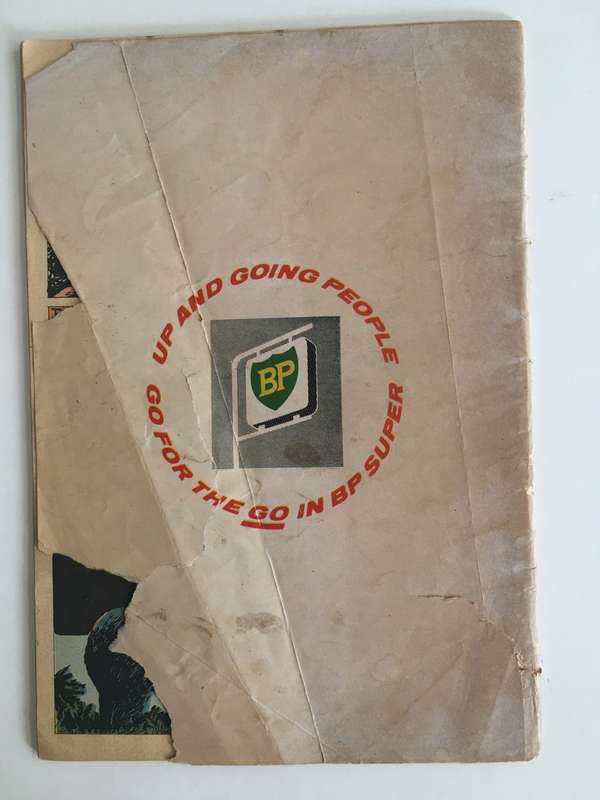 UP AND GOING PEOPLE
BP
GO FOR THE GO IN BP SUPER